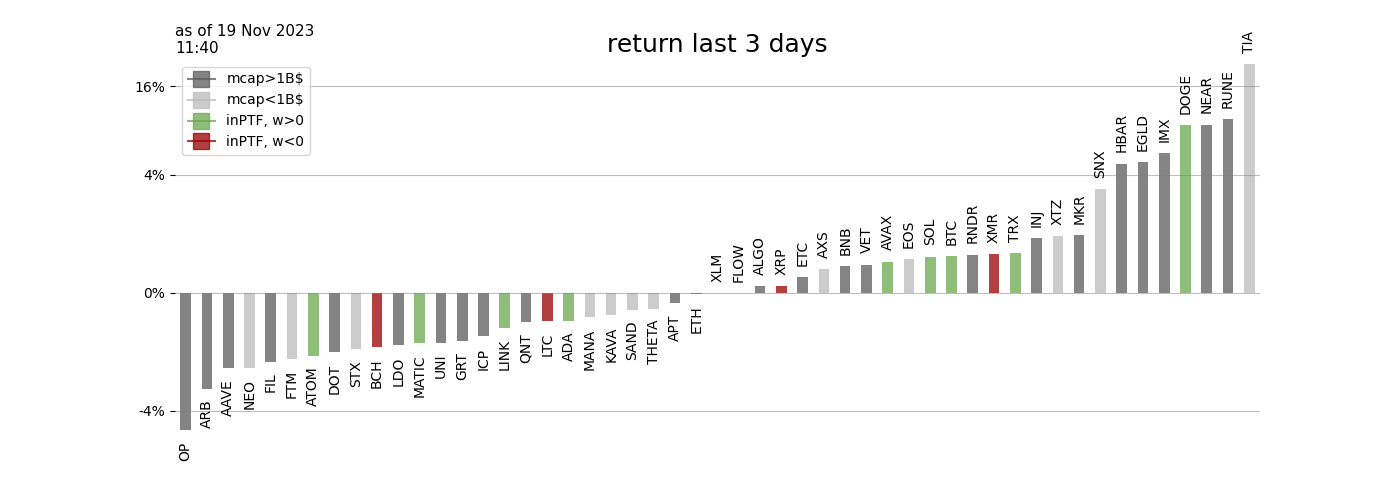 as of 19 Nov 2023
11:40
return last 3 days
mcap>1B$
mcap<1B$
inPTF, w>0
inPTF, w<0
16%
4%
0%
-4%
OP
ARB
AAVE
NEO
FIL
FTM
ATOM
DOT
STX
BCH
LDO
MATIC
UNI
GRT
ICP
LINK
QNT
LTC
ADA
MANA
KAVA
SAND
THETA
APT
ETH
XLM
FLOW
ALGO
XRP
ETC
AXS
BNB
VET
AVAX
EOS
SOL
BTC
RNDR
XMR
TRX
INJ
XTZ
MKR
SNX
HBAR
EGLD
IMX
DOGE
NEAR
RUNE
TIA